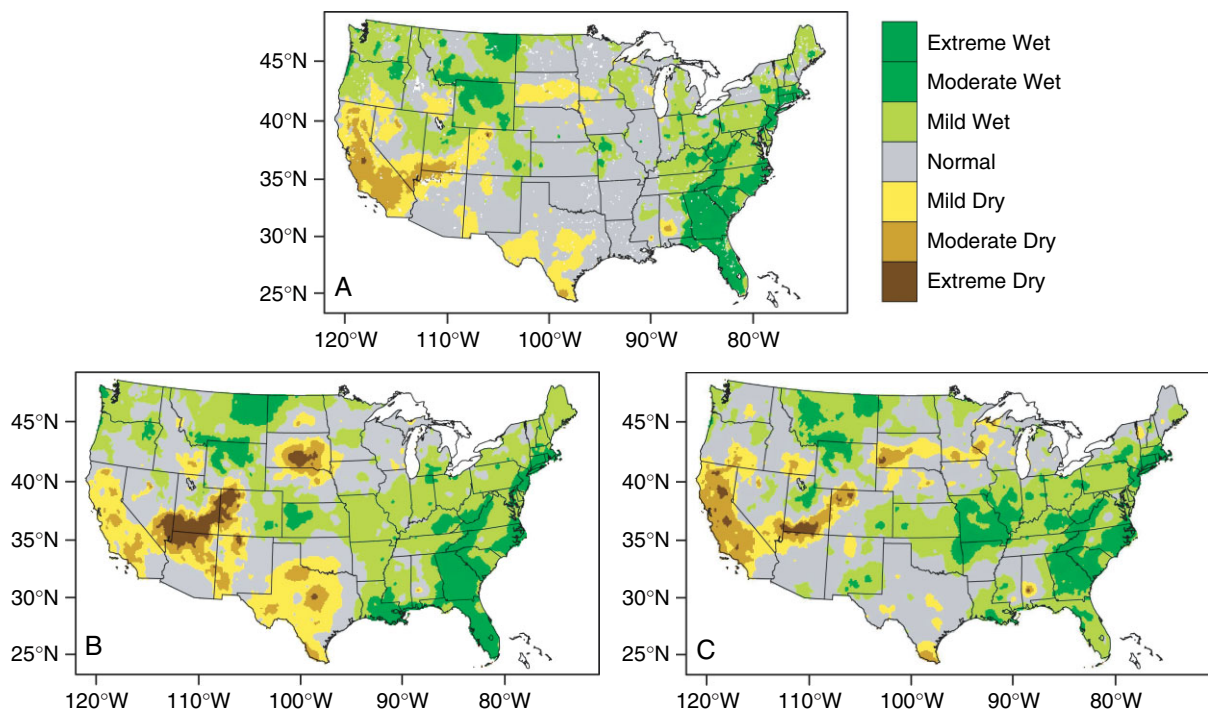 45°N
40°N
35°N
30°N
25°N
A
120°W
110°W
100°W
90°W
80°W
Extreme Wet
Moderate Wet
Mild Wet
Normal
Mild Dry
Moderate Dry
Extreme Dry
45°N
40°N
35°N
30°N
25°N
B
120°W
110°W
100°W
90°W
80°W
45°N
40°N
35°N
30°N
25°N
C
120°W
110°W
100°W
90°W
80°W